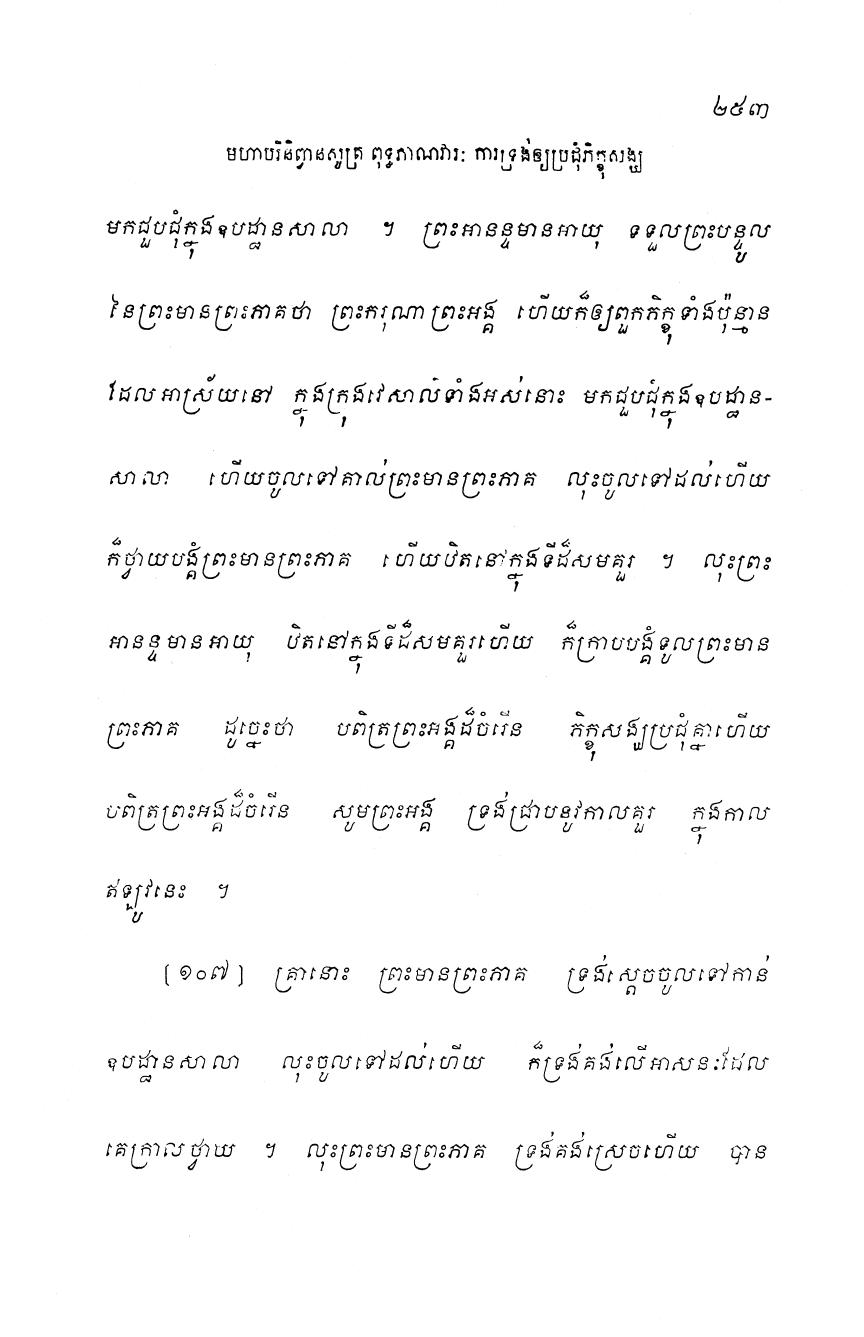 ២៥៣
មហាបរិនិព្វានសូត្រ ពុទ្ធភាណវារៈ ការទ្រង់ឲ្យប្រជុំភិក្ខុសង្ឃ
មកជួបជុំក្នុងឧបដ្ឋានសាលា ។ ព្រះអានន្ទមានអាយុ ទទួលព្រះបន្ទូល
នៃព្រះមានព្រះភាគថា ព្រះករុណាព្រះអង្គ ហើយក៏ឲ្យពួកភិក្ខុទាំងប៉ុន្មាន
ដែលអាស្រ័យនៅ ក្នុងក្រុងវេសាលីទាំងអស់នោះ មកជួបជុំក្នុងឧបដ្ឋាន-
សាលា ហើយចូលទៅគាល់ព្រះមានព្រះភាគ លុះចូលទៅដល់ហើយ
ក៏ថ្វាយបង្គំព្រះមានព្រះភាគ ហើយឋិតនៅក្នុងទីដ៏សមគួរ ។ លុះព្រះ
អានន្ទមានអាយុ ឋិតនៅក្នុងទីដ៏សមគួរហើយ ក៏ក្រាបបង្គំទូលព្រះមាន
ព្រះភាគ ដូច្នេះថា បពិត្រព្រះអង្គដ៏ចំរើន ភិក្ខុសង្ឃប្រជុំគ្នាហើយ
បពិត្រព្រះអង្គដ៏ចំរើន សូមព្រះអង្គ ទ្រង់ជ្រាបនូវកាលគួរ ក្នុងកាល
ឥឡូវនេះ ។
[១០៧] គ្រានោះ ព្រះមានព្រះភាគ ទ្រង់ស្តេចចូលទៅកាន់
ឧបដ្ឋានសាលា លុះចូលទៅដល់ហើយ ក៏ទ្រង់គង់លើអាសនៈដែល
គេក្រាលថ្វាយ ។ លុះព្រះមានព្រះភាគ ទ្រង់គង់ស្រេចហើយ បាន